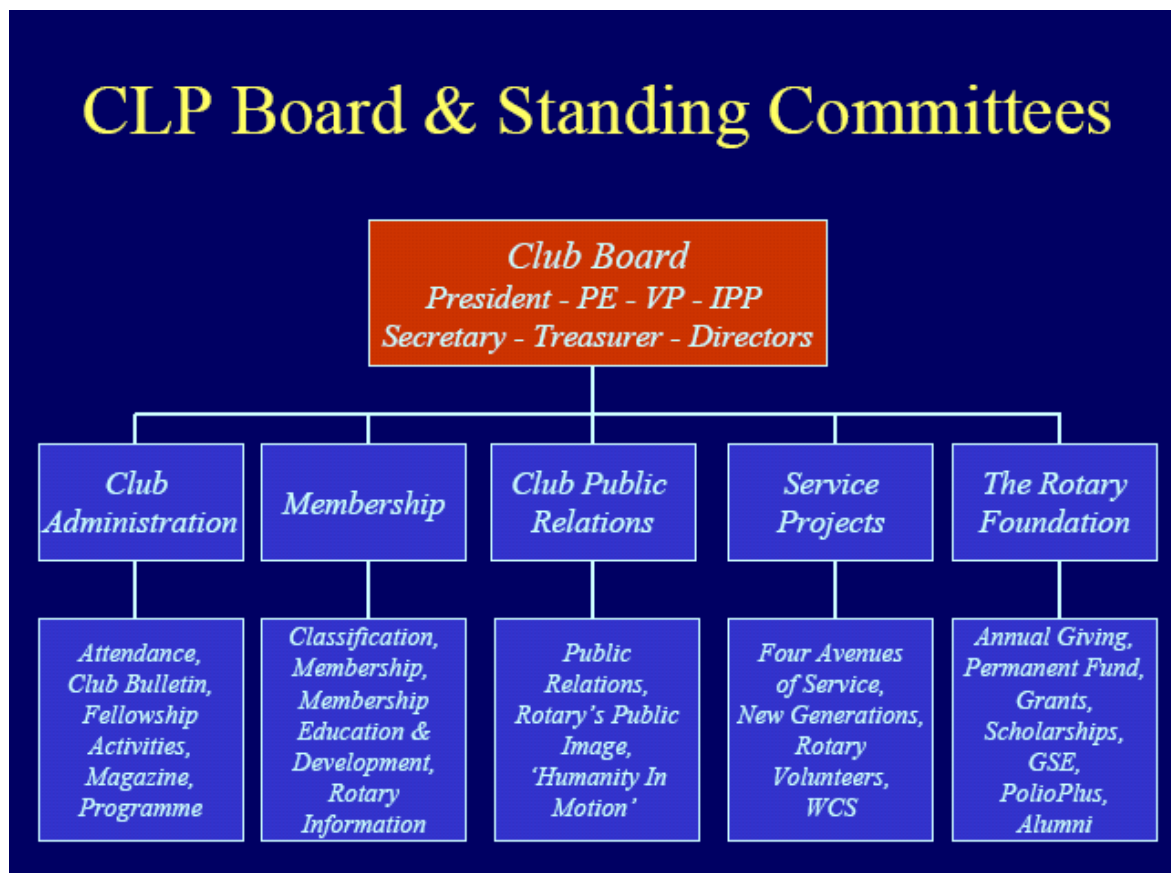 CLP Board & Standing Committees
Club Board
President - PE - VP - IPP
Secretary - Treasurer - Directors
Club
Administration
Membership
Club Public
Relations
Service
Projects
The Rotary
Foundation
Attendance,
Club Bulletin,
Fellowship
Activities,
Magazine,
Programme
Classification,
Membership,
Membership
Education &
Development,
Rotary
Information
Public
Relations,
Rotary’s Public
Image,
‘Humanity In
Motion’
Four Avenues
of Service,
New Generations,
Rotary
Volunteers,
WCS
Annual Giving,
Permanent Fund,
Grants,
Scholarships,
GSE,
PolioPlus,
Alumni